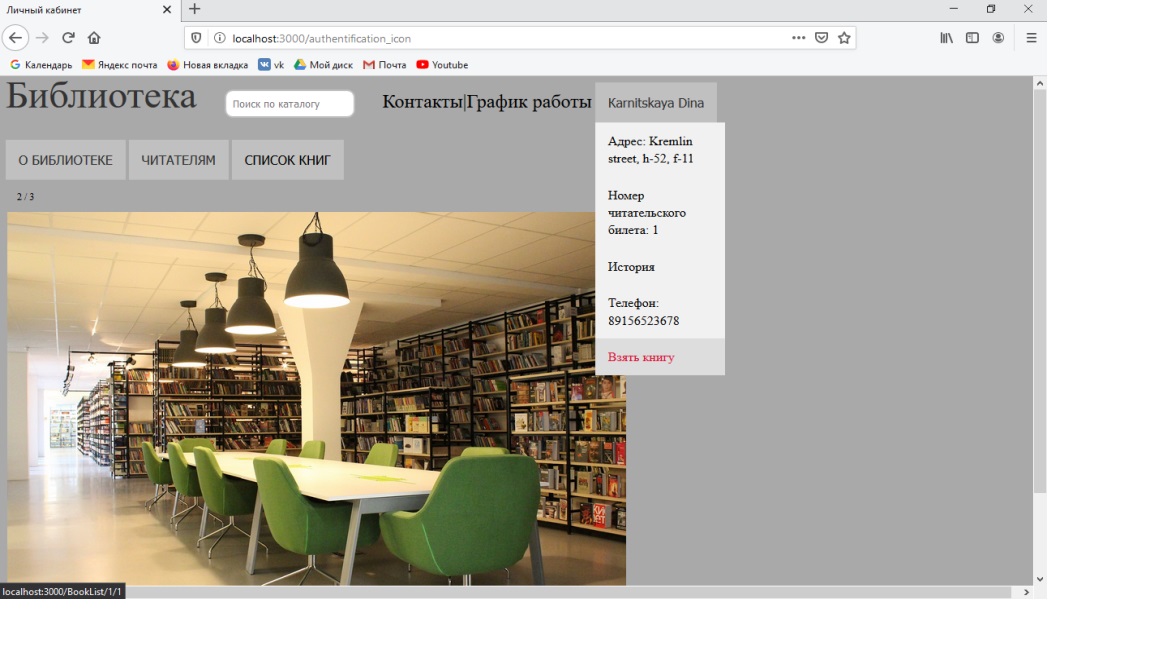 Личный кабинет
localhost:3000/authentification_icon
Календарь
Яндекс почта
Новая вкладка
vk
Мой диск
Почта
Youtube
Библиотека
Поиск по каталогу
Контакты|График работы
Karnitskaya Dina
Адрес: Kremlin
street, h-52, f-11
Номер
читательского
билета: 1
История
Телефон:
89156523678
Взять книгу
О БИБЛИОТЕКЕ
ЧИТАТЕЛЯМ
СПИСОК КНИГ
2 / 3
localhost:3000/BookList/1/1